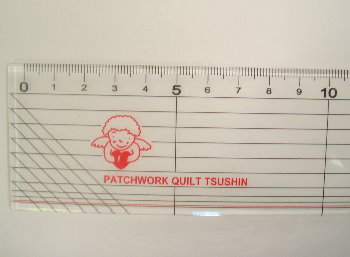 0 1 2 3 4 5 6 7 8 9 10
PATCHWORK QUILT TSUSHIN